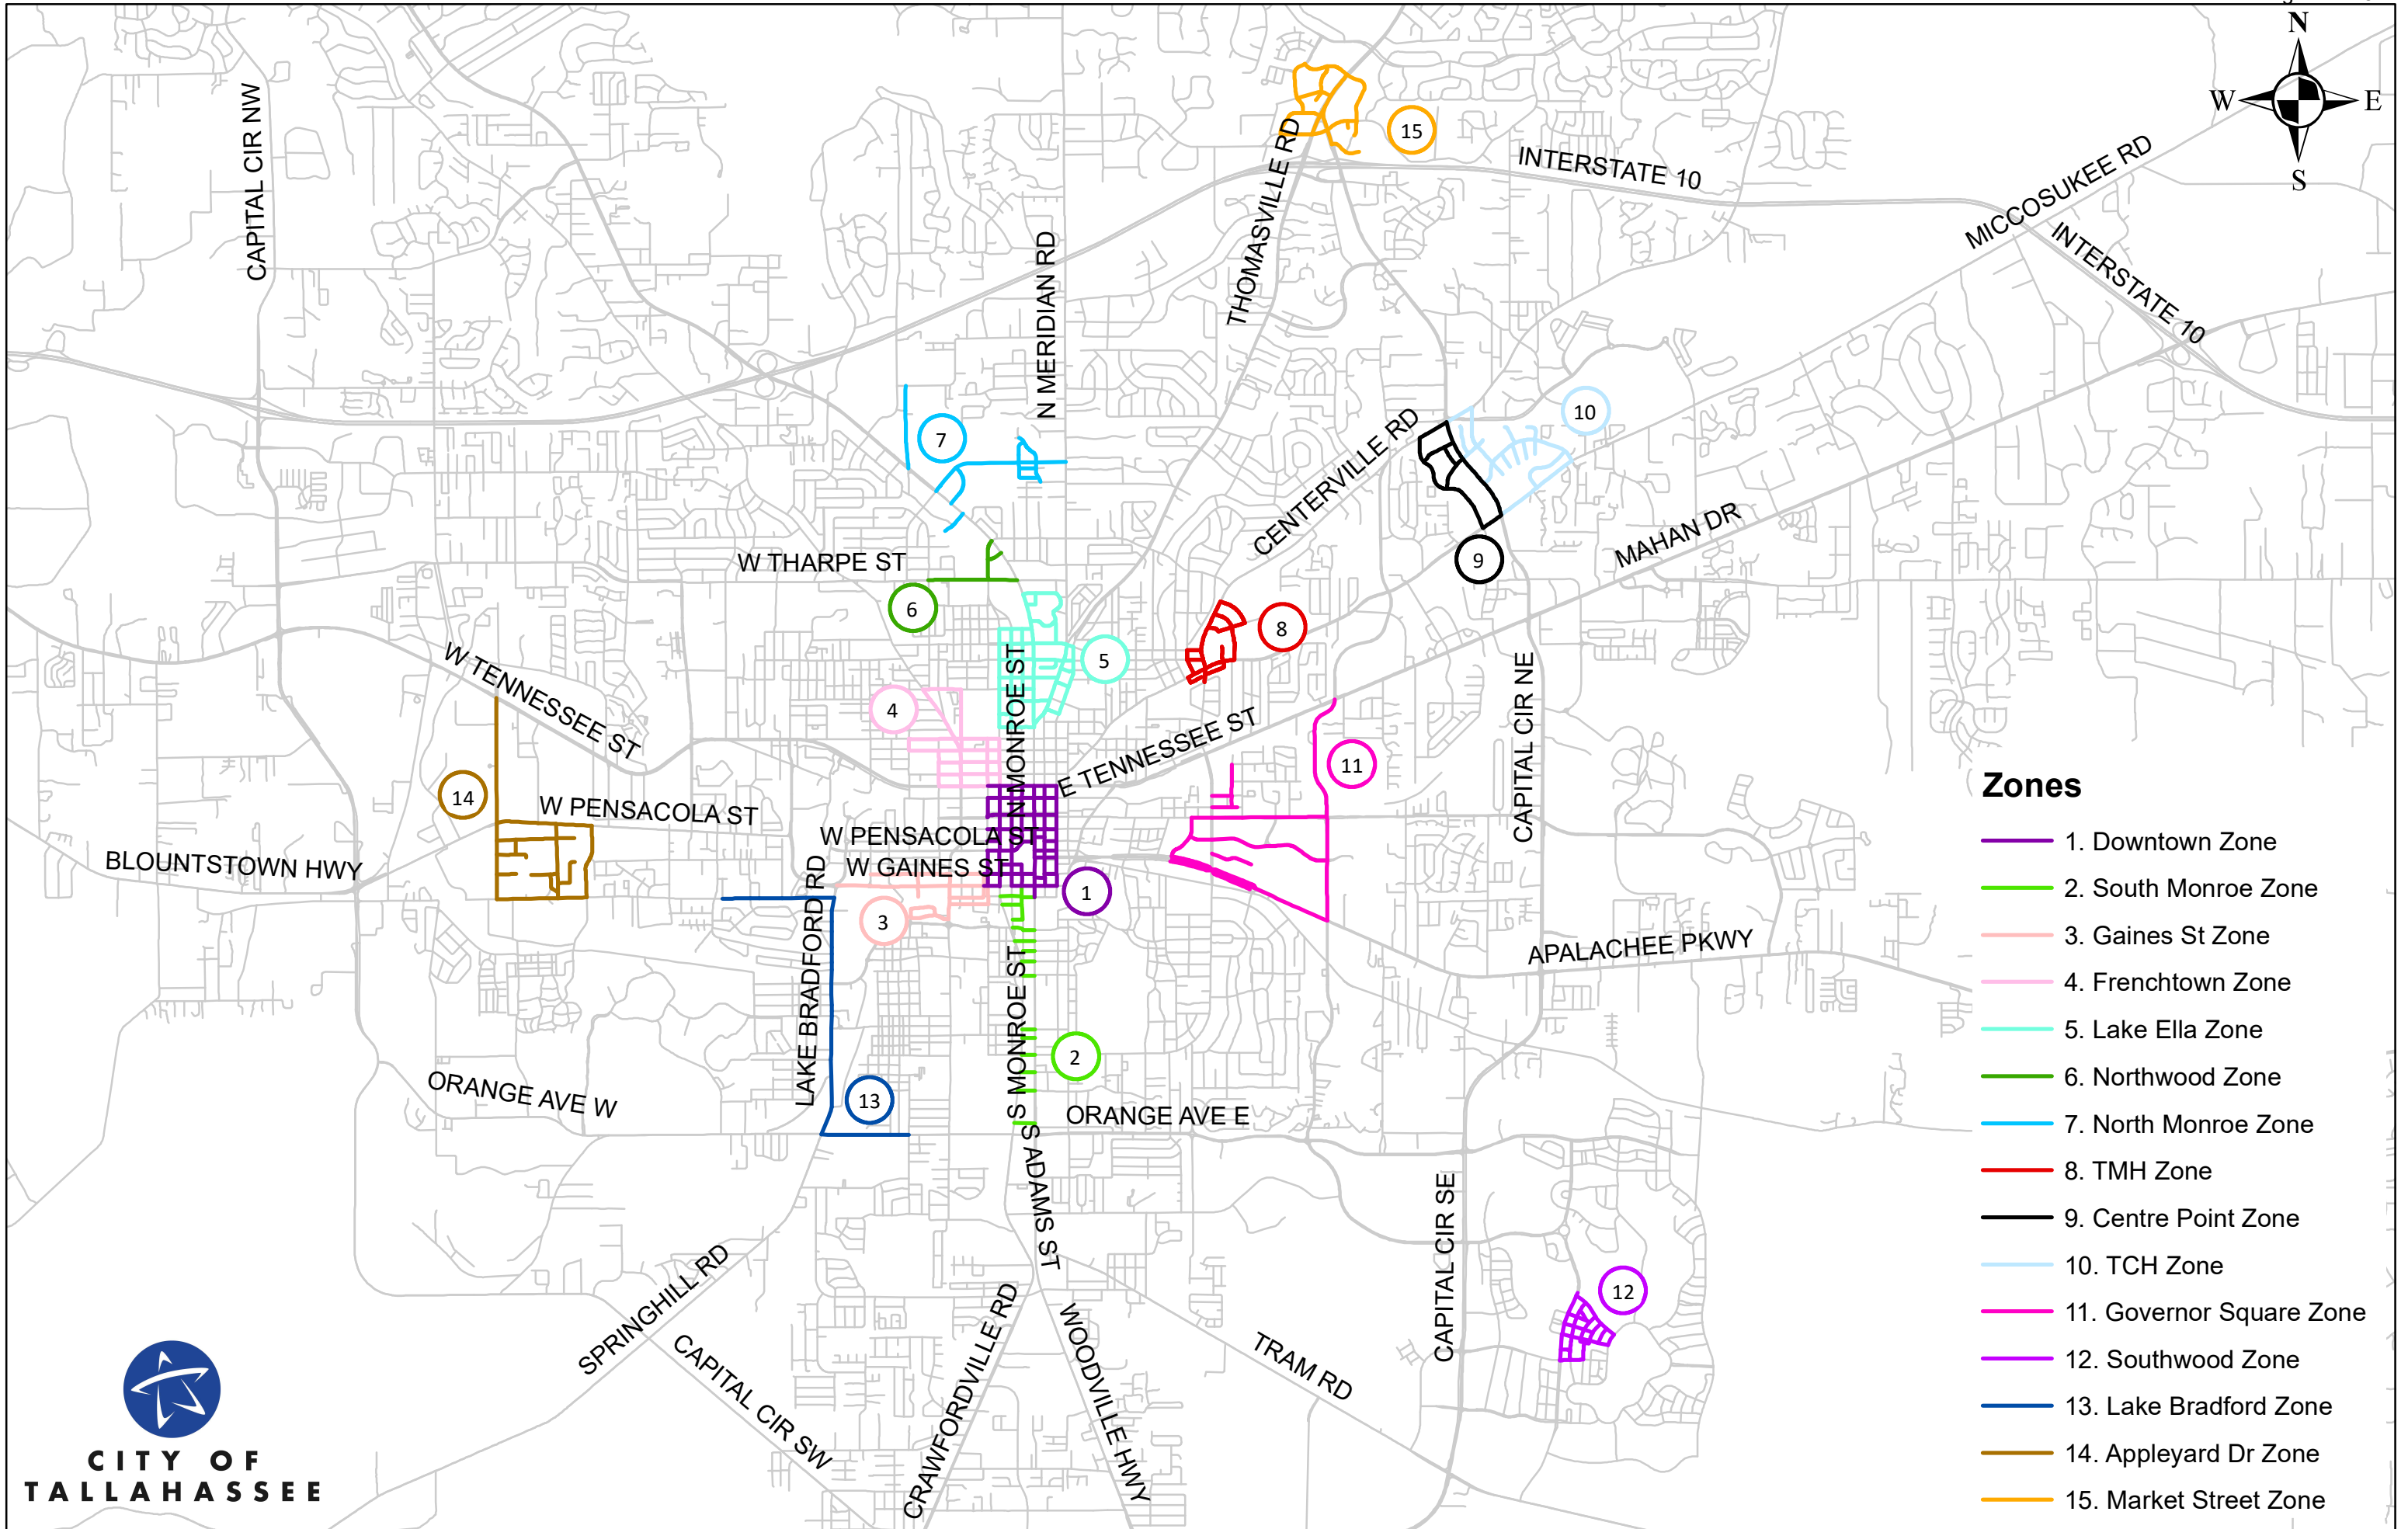 N
W
E
S
15
INTERSTATE 10
MICCOSUKEE RD
INTERSTATE 10
CAPITAL CIR NW
THOMASVILLE RD
N MERIDIAN RD
7
10
CENTERVILLE RD
MAHAN DR
9
W THARPE ST
6
8
5
W TENNESSEE ST
4
N MONROE ST
E TENNESSEE ST
11
CAPITAL CIR NE
14
W PENSACOLA ST
W PENSACOLA ST
BLOUNTSTOWN HWY
W GAINES ST
1
3
LAKE BRADFORD RD
APALACHEE PKWY
S MONROE ST
2
ORANGE AVE W
13
ORANGE AVE E
S ADAMS ST
CAPITAL CIR SE
12
SPRINGHILL RD
CAPITAL CIR SW
CRAWFORDVILLE RD
WOODVILLE HWY
TRAM RD
Zones
1. Downtown Zone
2. South Monroe Zone
3. Gaines St Zone
4. Frenchtown Zone
5. Lake Ella Zone
6. Northwood Zone
7. North Monroe Zone
8. TMH Zone
9. Centre Point Zone
10. TCH Zone
11. Governor Square Zone
12. Southwood Zone
13. Lake Bradford Zone
14. Appleyard Dr Zone
15. Market Street Zone
CITY OF
TALLAHASSEE